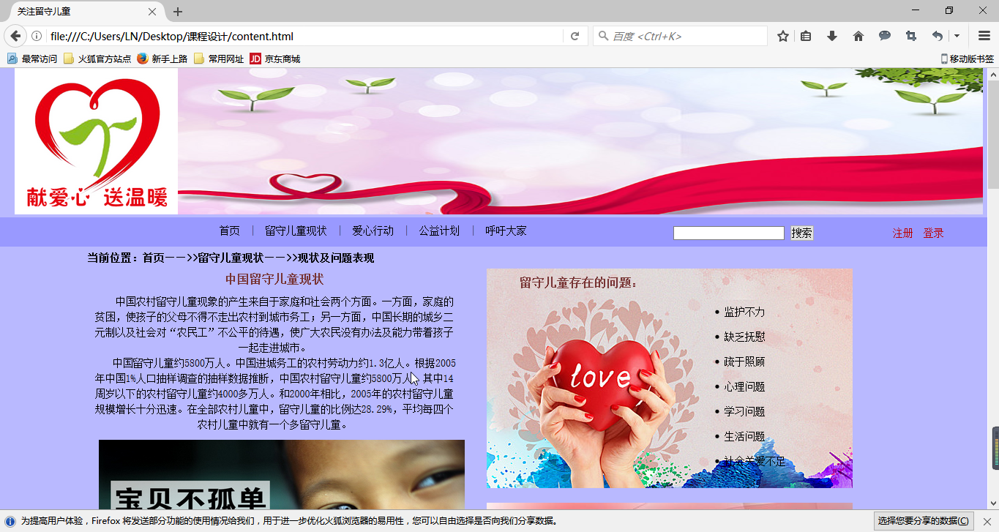 关注留守儿童
file:///C:/Users/LN/Desktop/课程设计/content.html
百度 <Ctrl+K>
最常访问 火狐官方站点 新手上路 常用网址 JD 京东商城 移动版书签
献爱心 送温暖
首页 | 留守儿童现状 | 爱心行动 | 公益计划 | 呼吁大家 搜索 注册 登录
当前位置：首页——>>留守儿童现状——>>现状及问题表现
中国留守儿童现状
中国农村留守儿童现象的产生来自于家庭和社会两个方面。一方面，家庭的
贫困，使孩子的父母不得不走出农村到城市务工；另一方面，中国长期的城乡二
元制以及社会对“农民工”不公平的待遇，使广大农民没有办法及能力带着孩子
一起走进城市。
中国留守儿童约5800万人。中国进城务工的农村劳动力约1.3亿人。根据2005
年中国1%人口抽样调查的抽样数据推断，中国农村留守儿童约5800万人，其中14
周岁以下的农村留守儿童约4000多万人。和2000年相比，2005年的农村留守儿童
规模增长十分迅速。在全部农村儿童中，留守儿童的比例达28.29%，平均每四个
农村儿童中就有一个多留守儿童。
宝贝不孤单
留守儿童存在的问题：
love
• 监护不力
• 缺乏抚慰
• 疏于照顾
• 心理问题
• 学习问题
• 生活问题
• 社会关爱不足
为提高用户体验，Firefox 将发送部分功能的使用情况给我们，用于进一步优化火狐浏览器的易用性，您可以自由选择是否向我们分享数据。 选择您要分享的数据(C)